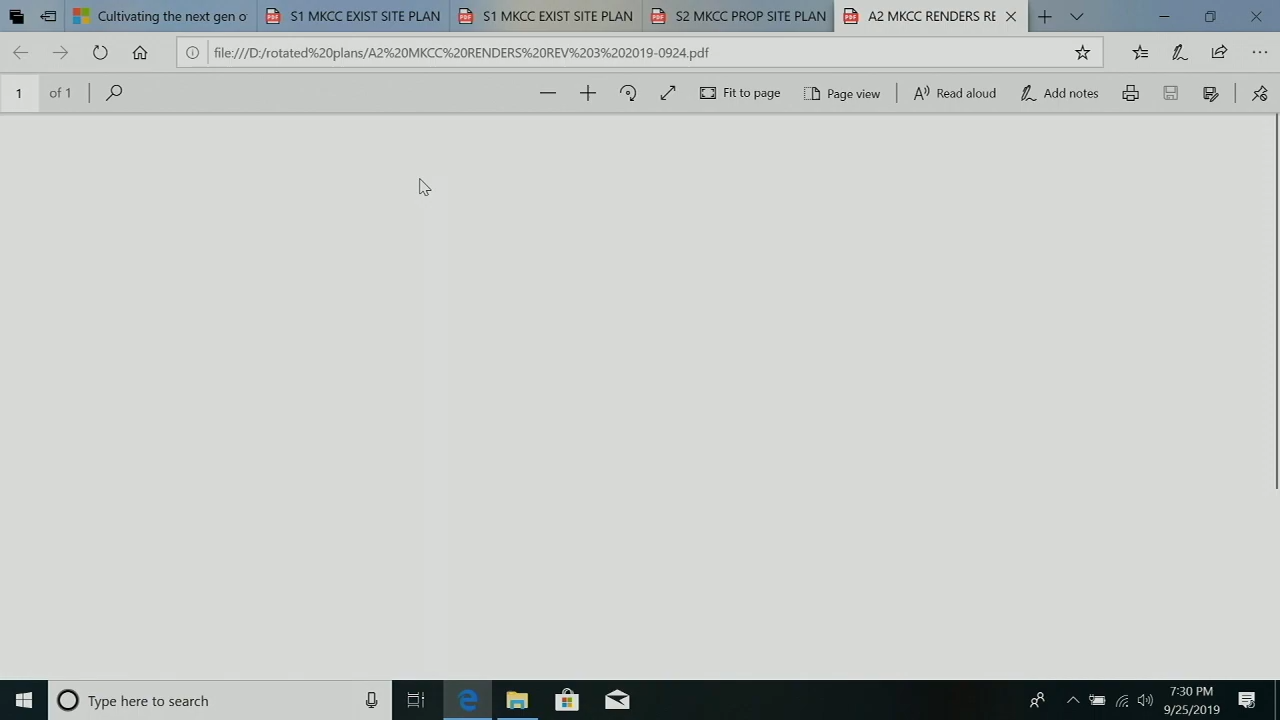 Cultivating the next gen o
S1 MKCC EXIST SITE PLAN
S1 MKCC EXIST SITE PLAN
S2 MKCC PROP SITE PLAN
A2 MKCC RENDERS RE
file:///D:/rotated%20plans/A2%20MKCC%20RENDERS%20REV%203%202019-0924.pdf
1 of 1
Fit to page
Page view
Read aloud
Add notes
Type here to search
7:30 PM
9/25/2019